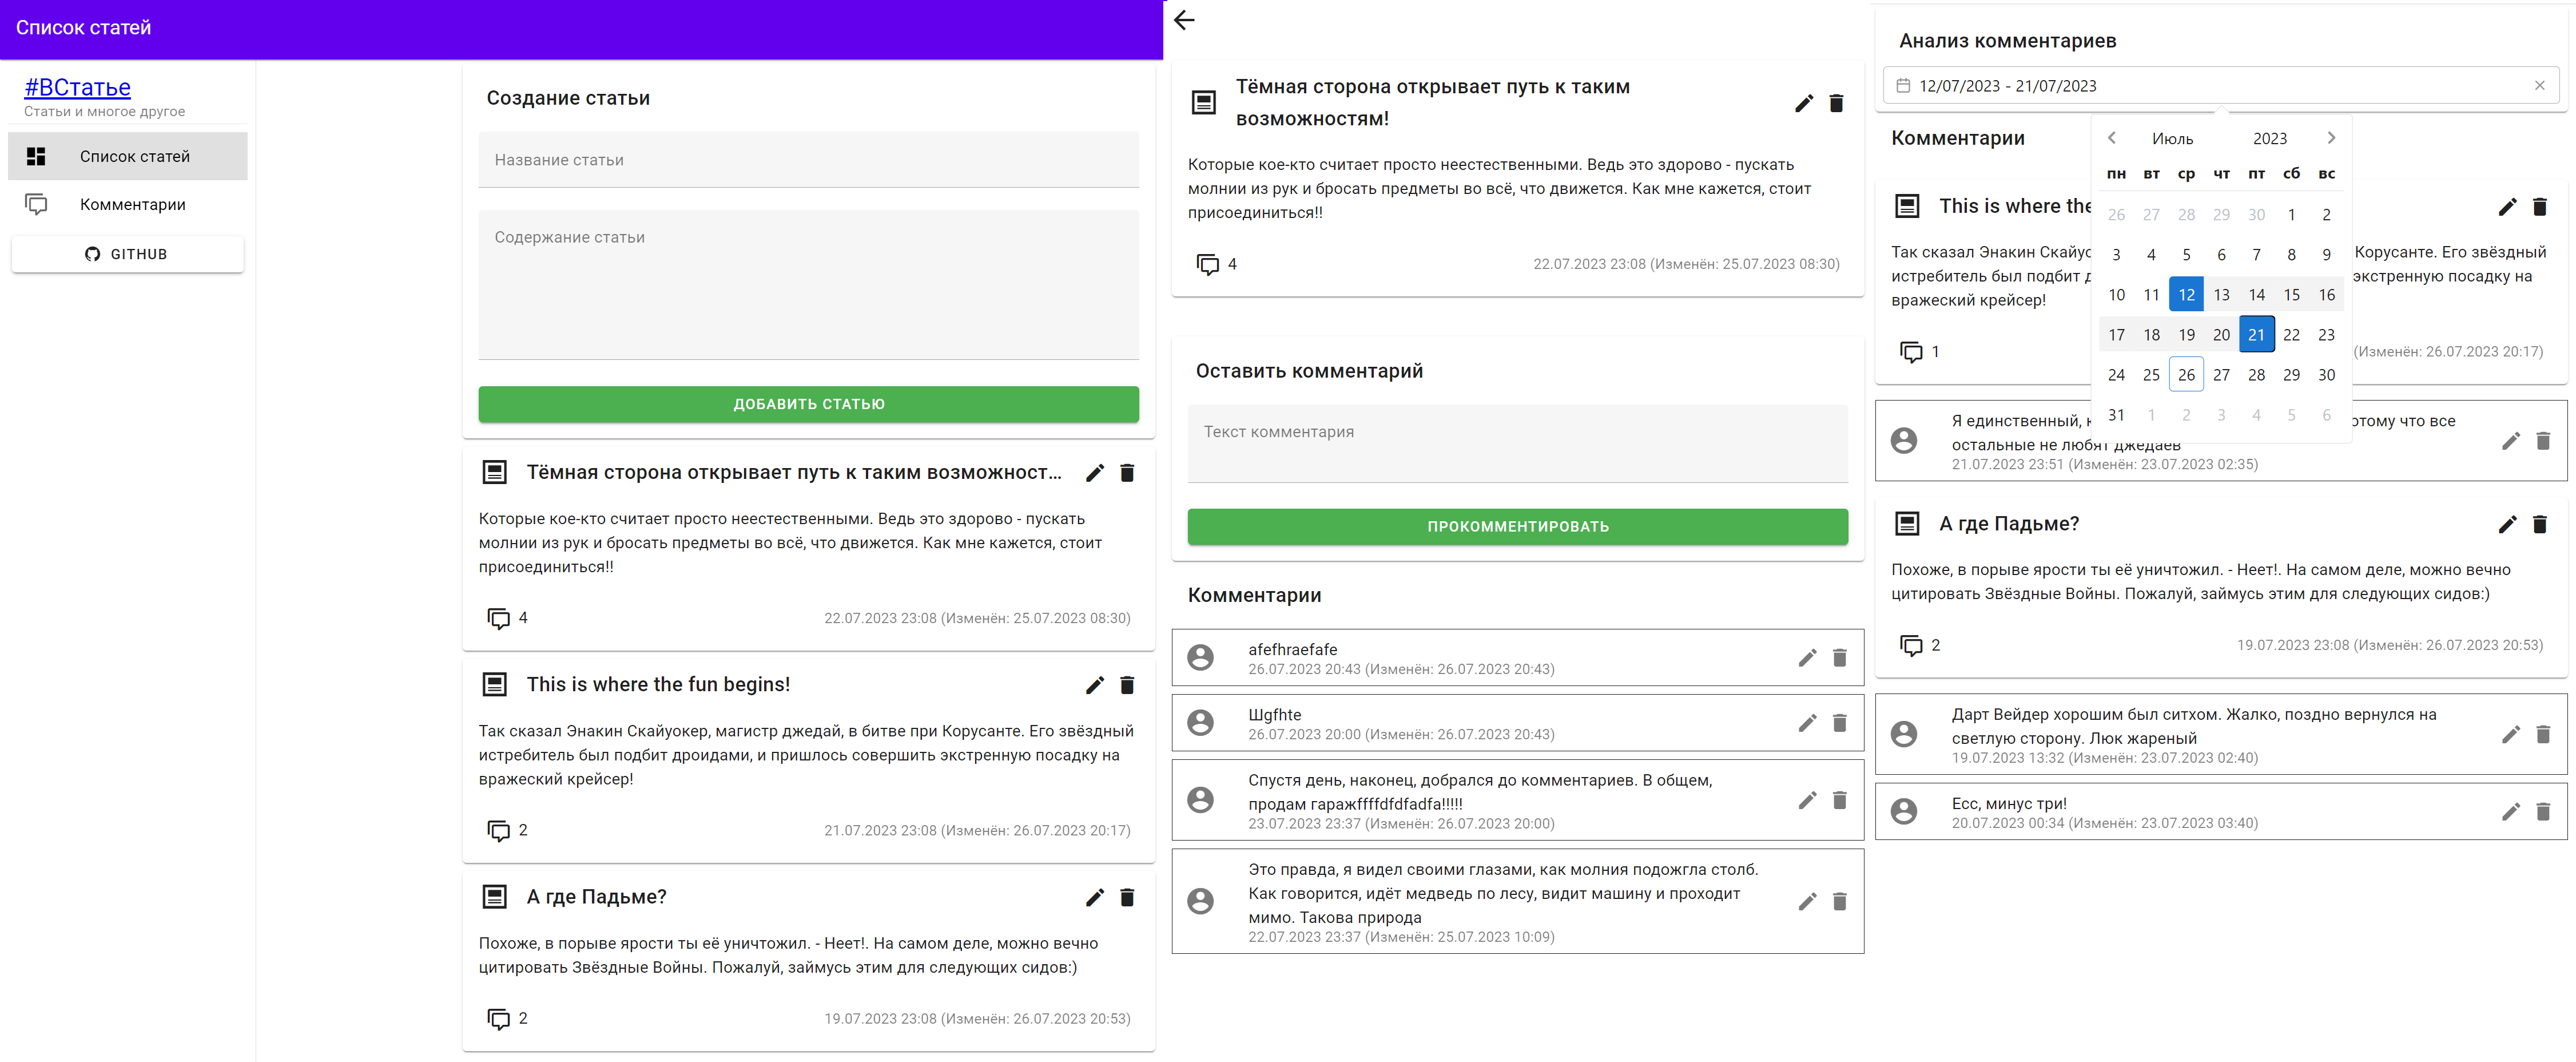 Список статей
#ВСтатье
Статьи и многое другое
Список статей
Комментарии
GITHUB
Создание статьи
Название статьи
Содержание статьи
ДОБАВИТЬ СТАТЬЮ
Тёмная сторона открывает путь к таким возможност...
Которые кое-кто считает просто неестественными. Ведь это здорово - пускать
молнии из рук и бросать предметы во всё, что движется. Как мне кажется, стоит
присоединиться!!
4
22.07.2023 23:08 (Изменён: 25.07.2023 08:30)
This is where the fun begins!
Так сказал Энакин Скайуокер, магистр джедай, в битве при Корусанте. Его звёздный
истребитель был подбит дроидами, и пришлось совершить экстренную посадку на
вражеский крейсер!
2
21.07.2023 23:08 (Изменён: 26.07.2023 20:17)
А где Падьме?
Похоже, в порыве ярости ты её уничтожил. - Неет!. На самом деле, можно вечно
цитировать Звёздные Войны. Пожалуй, займусь этим для следующих сидов:)
2
19.07.2023 23:08 (Изменён: 26.07.2023 20:53)
Тёмная сторона открывает путь к таким
возможностям!
Которые кое-кто считает просто неестественными. Ведь это здорово - пускать
молнии из рук и бросать предметы во всё, что движется. Как мне кажется, стоит
присоединиться!!
4
22.07.2023 23:08 (Изменён: 25.07.2023 08:30)
Оставить комментарий
Текст комментария
ПРОКОММЕНТИРОВАТЬ
Комментарии
afefhraefafe
26.07.2023 20:43 (Изменён: 26.07.2023 20:43)
Шgfhte
26.07.2023 20:00 (Изменён: 26.07.2023 20:43)
Спустя день, наконец, добрался до комментариев. В общем,
продам гаражffffdfdfadfa!!!!!
23.07.2023 23:37 (Изменён: 26.07.2023 20:00)
Это правда, я видел своими глазами, как молния подожгла столб.
Как говорится, идёт медведь по лесу, видит машину и проходит
мимо. Такова природа
22.07.2023 23:37 (Изменён: 25.07.2023 10:09)
Анализ комментариев
12/07/2023 - 21/07/2023
Комментарии
Июль 2023
пн вт ср чт пт сб вс
26 27 28 29 30 1 2
3 4 5 6 7 8 9
10 11 12 13 14 15 16
17 18 19 20 21 22 23
24 25 26 27 28 29 30
31 1 2 3 4 5 6
This is where the
Так сказал Энакин Корусанте. Его звёздный
истребитель был подбит экстренную посадку на
вражеский крейсер!
1
(Изменён: 26.07.2023 20:17)
Я единственный, что все
остальные не любят джедаев
21.07.2023 23:51 (Изменён: 23.07.2023 02:35)
А где Падьме?
Похоже, в порыве ярости ты её уничтожил. - Неет!. На самом деле, можно вечно
цитировать Звёздные Войны. Пожалуй, займусь этим для следующих сидов:)
2
19.07.2023 23:08 (Изменён: 26.07.2023 20:53)
Дарт Вейдер хорошим был ситхом. Жалко, поздно вернулся на
светлую сторону. Люк жареный
19.07.2023 13:32 (Изменён: 23.07.2023 02:40)
Есс, минус три!
20.07.2023 00:34 (Изменён: 23.07.2023 03:40)